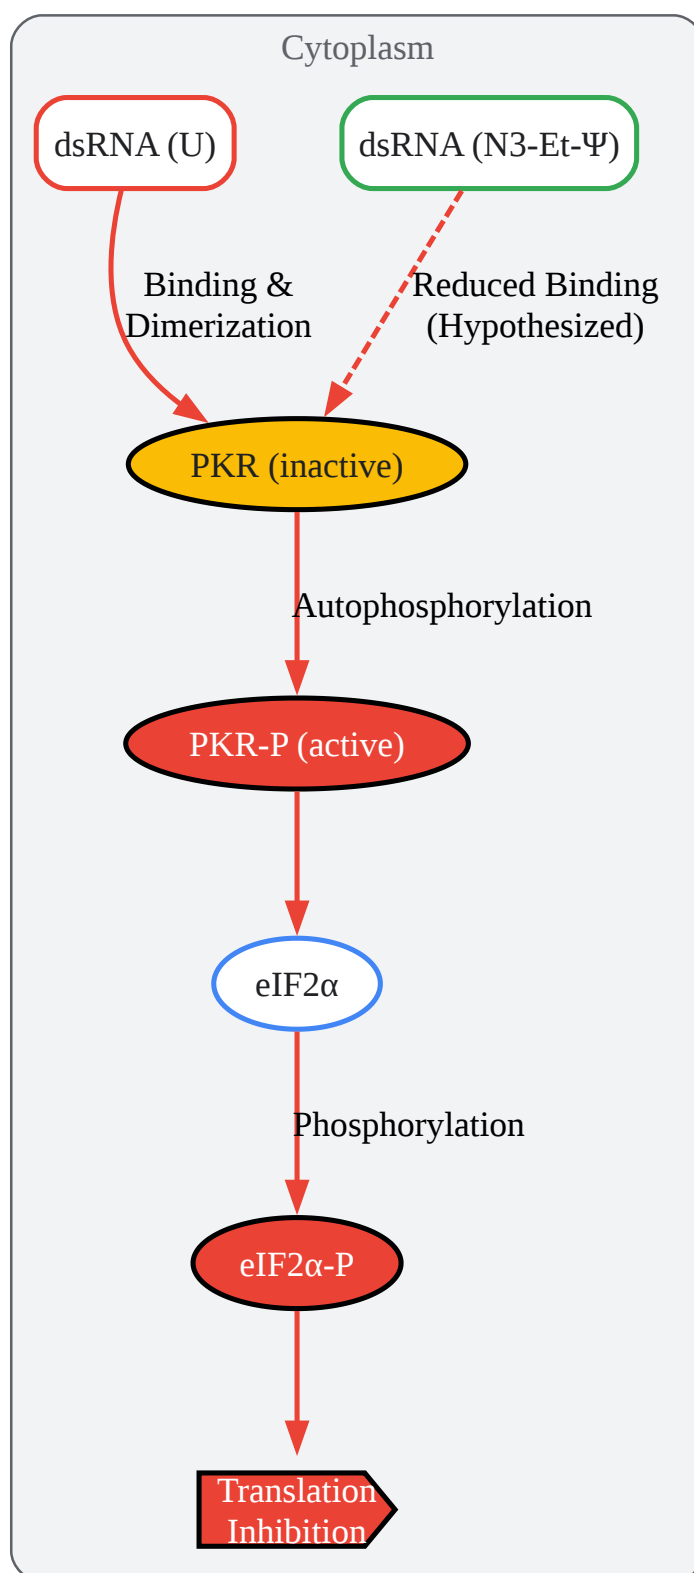 Cytoplasm
dsRNA (U)
dsRNA (N3-Et-Ψ)
Binding &
Dimerization
Reduced Binding
(Hypothesized)
PKR (inactive)
Autophosphorylation
PKR-P (active)
eIF2α
Phosphorylation
eIF2α-P
Translation
Inhibition